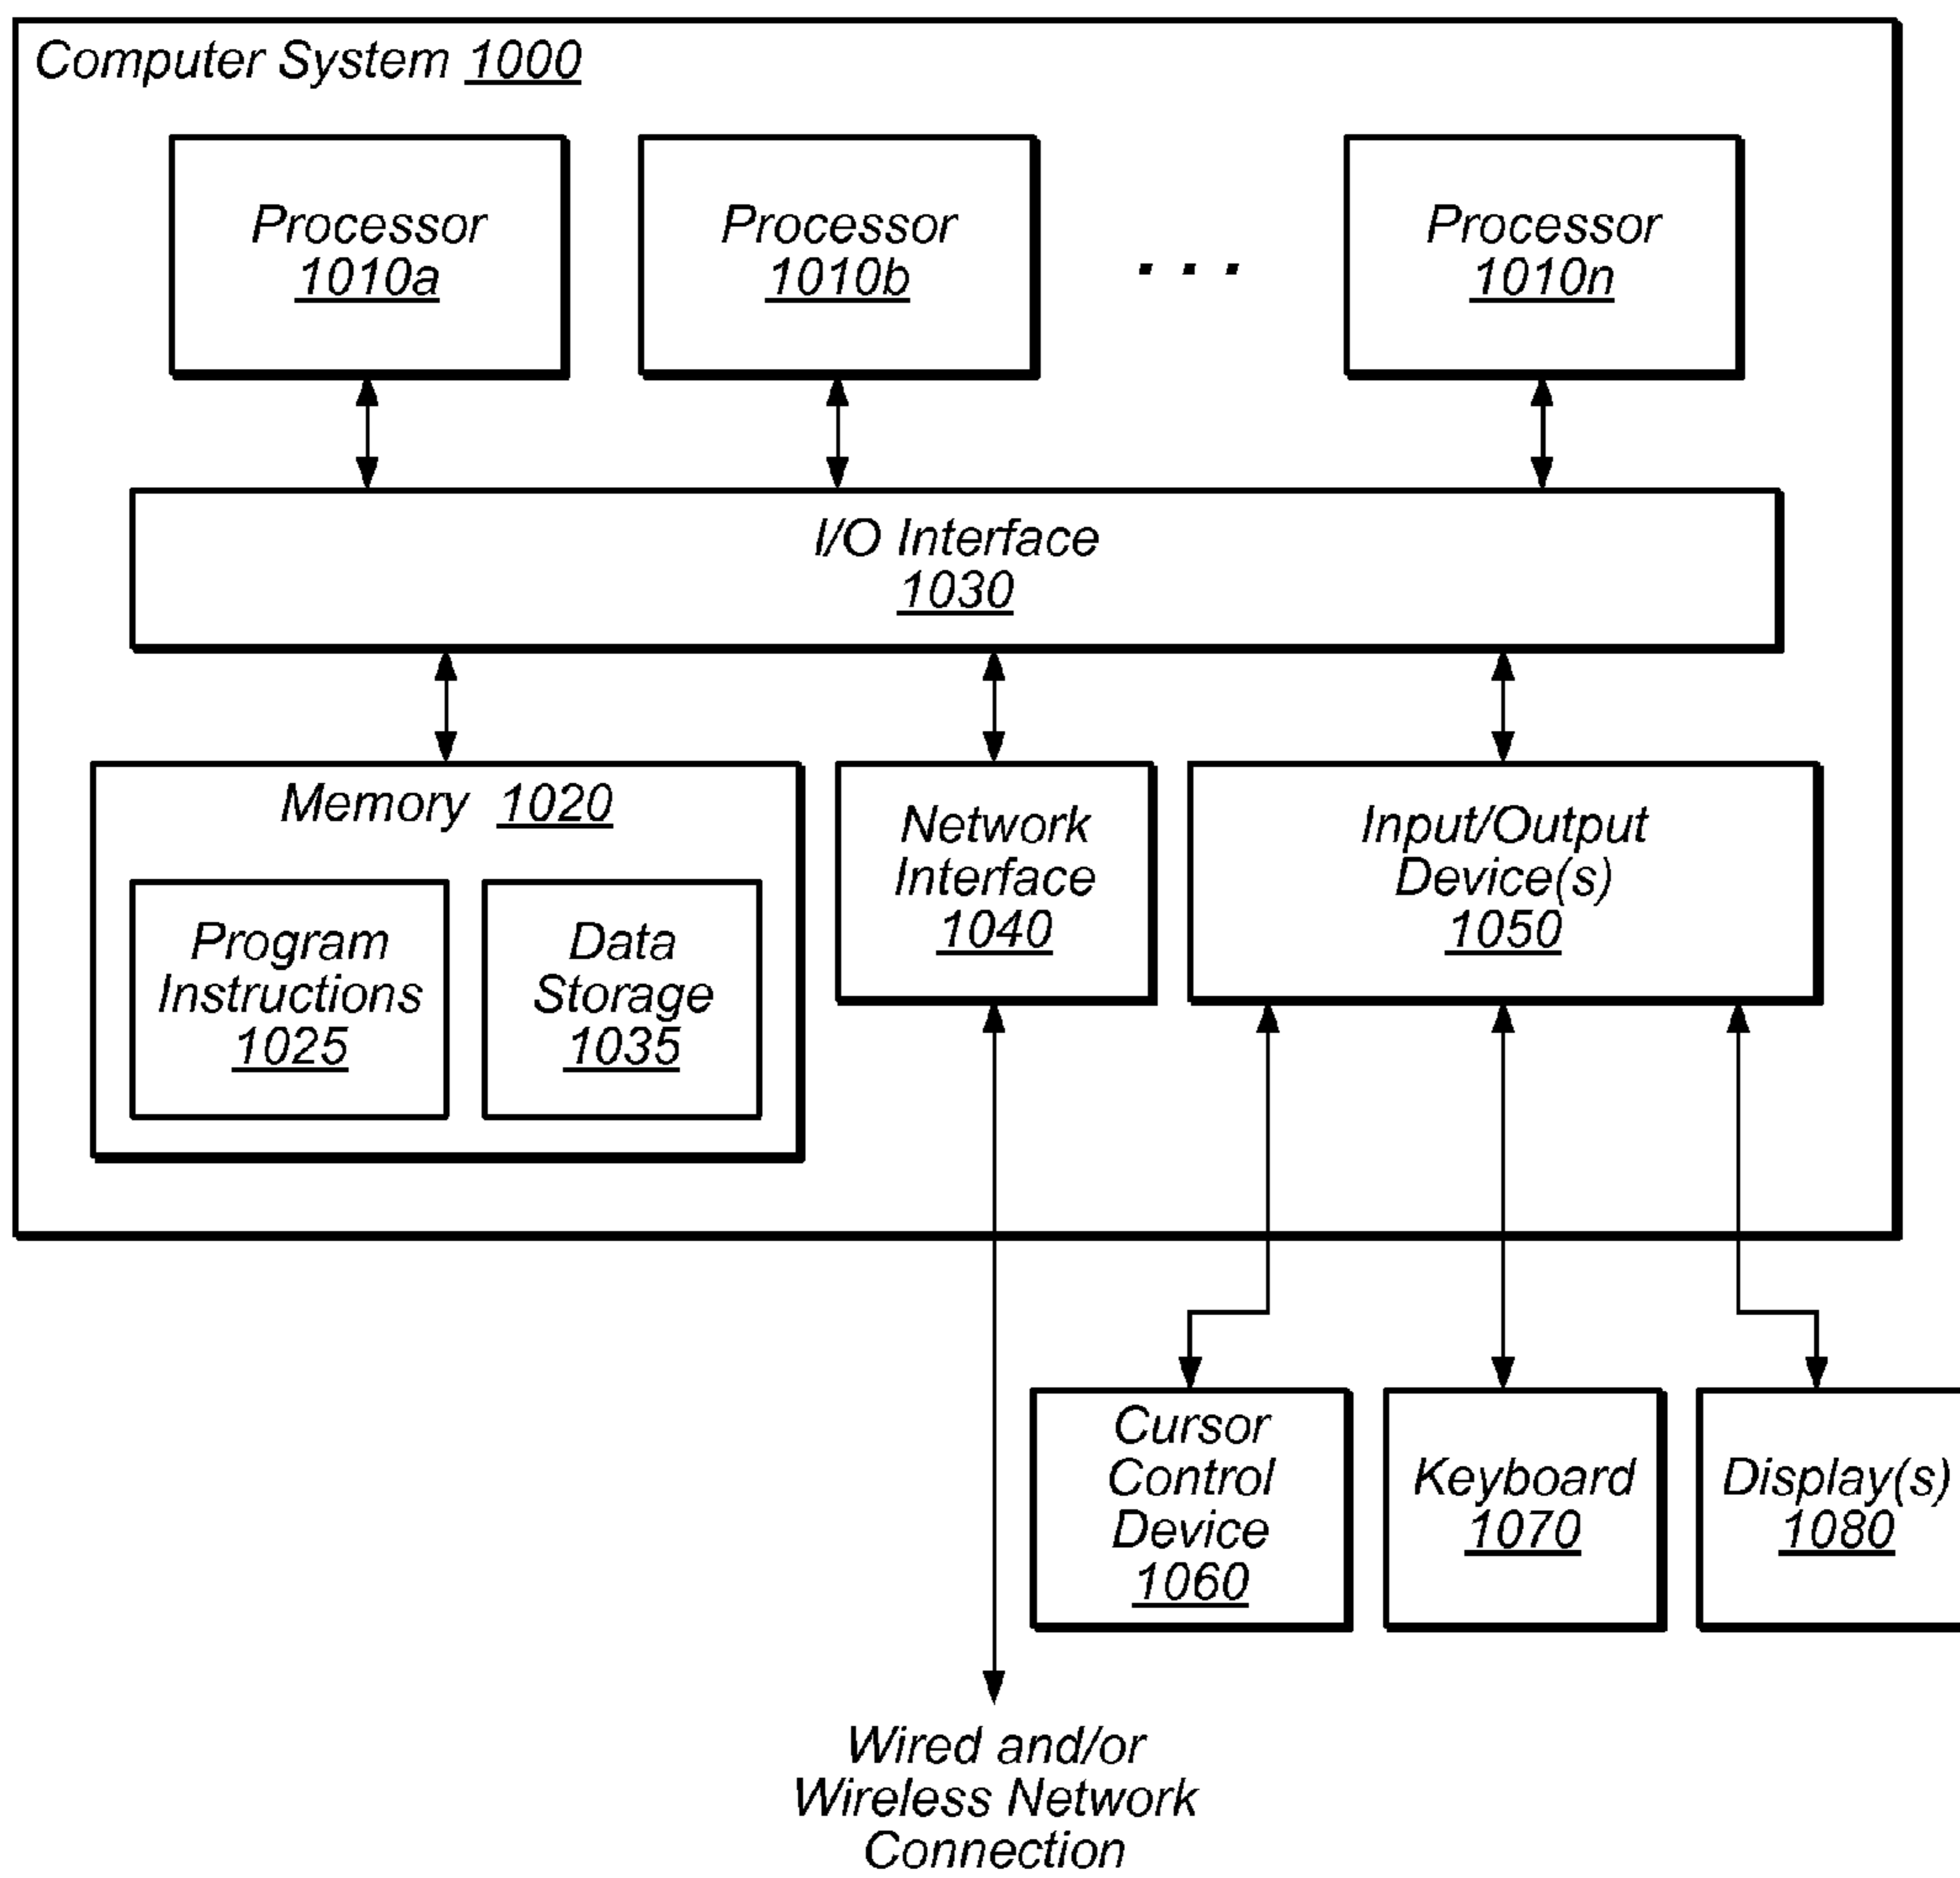 Computer System 1000
Processor
1010a
Processor
1010b
. . .
Processor
1010n
I/O Interface
1030
Memory 1020
Program
Instructions
1025
Data
Storage
1035
Network
Interface
1040
Input/Output
Device(s)
1050
Cursor
Control
Device
1060
Keyboard
1070
Display(s)
1080
Wired and/or
Wireless Network
Connection